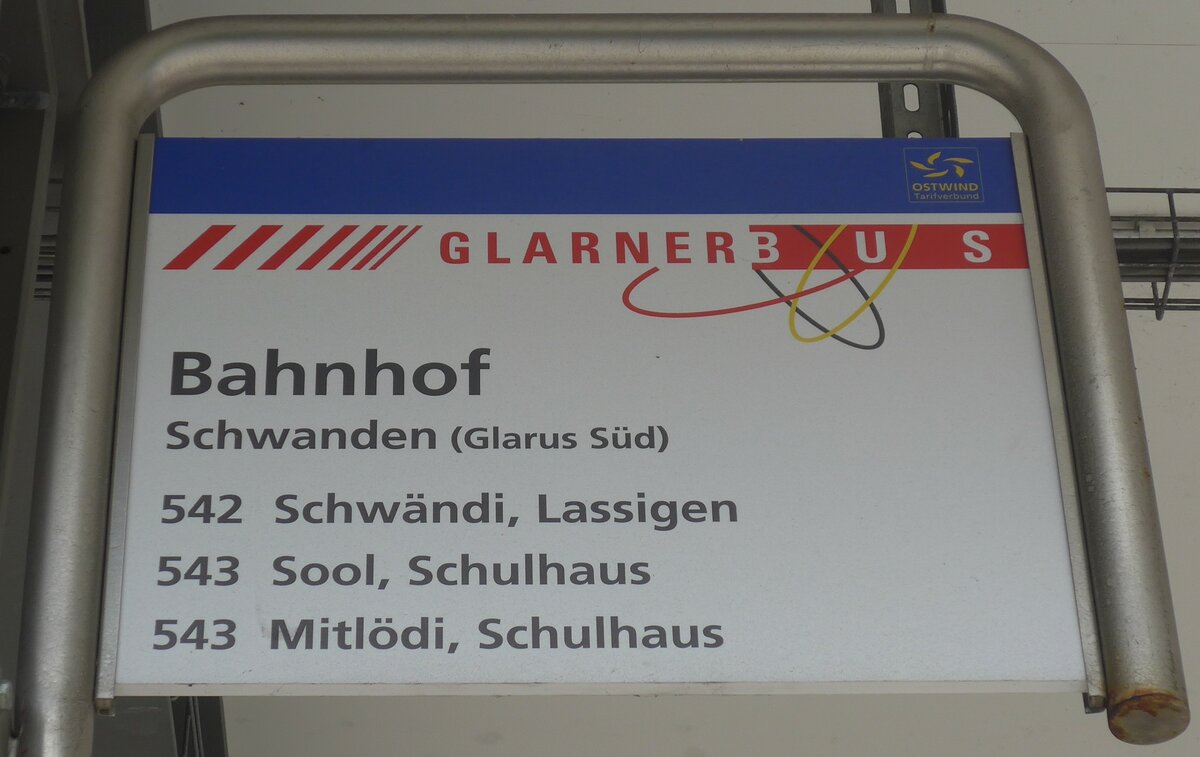 OSTWIND
Tarifverbund
GLARNERBUS
Bahnhof
Schwanden (Glarus Süd)
542 Schwändi, Lassigen
543 Sool, Schulhaus
543 Mitlödi, Schulhaus